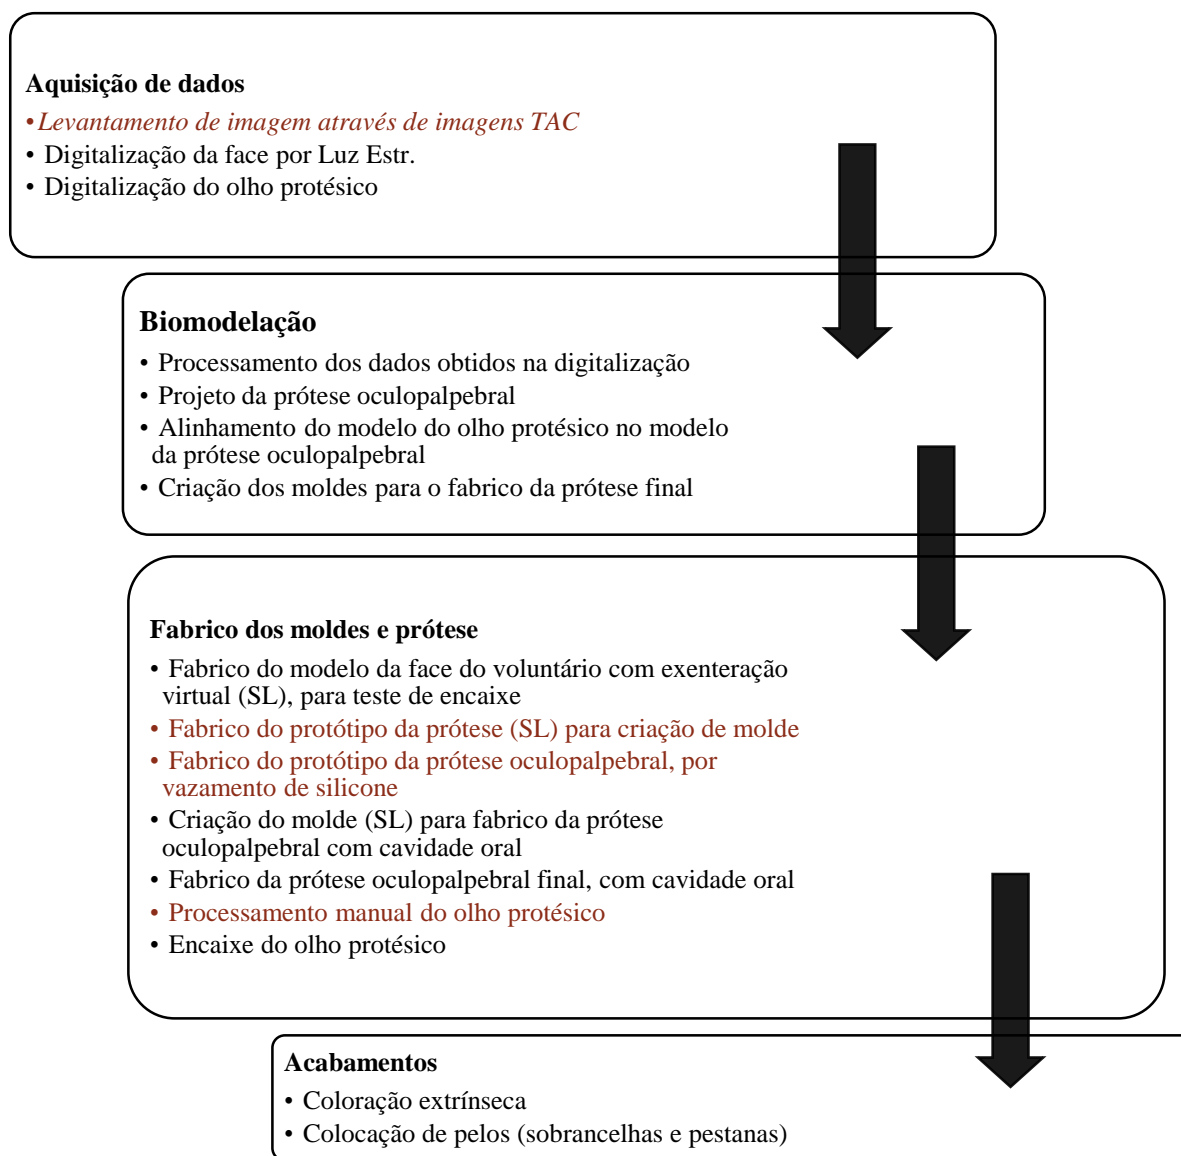 Aquisição de dados
•Levantamento de imagem através de imagens TAC
• Digitalização da face por Luz Estr.
• Digitalização do olho protésico
Biomodelação
• Processamento dos dados obtidos na digitalização
• Projeto da prótese oculopalpebral
• Alinhamento do modelo do olho protésico no modelo
da prótese oculopalpebral
• Criação dos moldes para o fabrico da prótese final
Fabrico dos moldes e prótese
• Fabrico do modelo da face do voluntário com exenteração
virtual (SL), para teste de encaixe
• Fabrico do protótipo da prótese (SL) para criação de molde
• Fabrico do protótipo da prótese oculopalpebral, por
vazamento de silicone
• Criação do molde (SL) para fabrico da prótese
oculopalpebral com cavidade oral
• Fabrico da prótese oculopalpebral final, com cavidade oral
• Processamento manual do olho protésico
• Encaixe do olho protésico
Acabamentos
• Coloração extrínseca
• Colocação de pelos (sobrancelhas e pestanas)